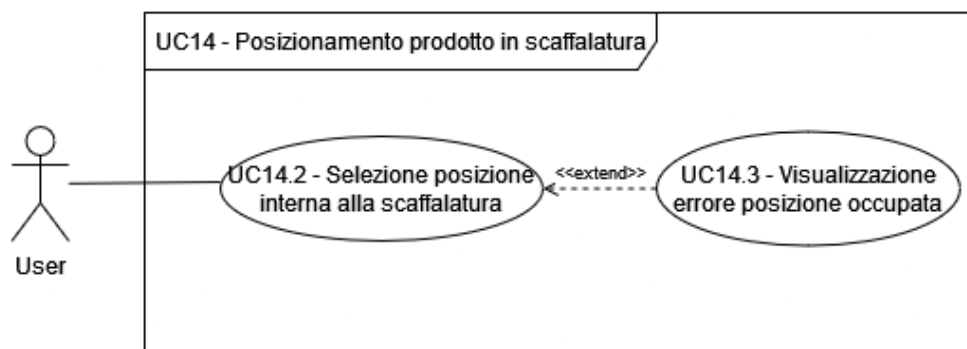 UC14 - Posizionamento prodotto in scaffalatura
UC14.2 - Selezione posizione
interna alla scaffalatura
<<extend>>
UC14.3 - Visualizzazione
errore posizione occupata
User